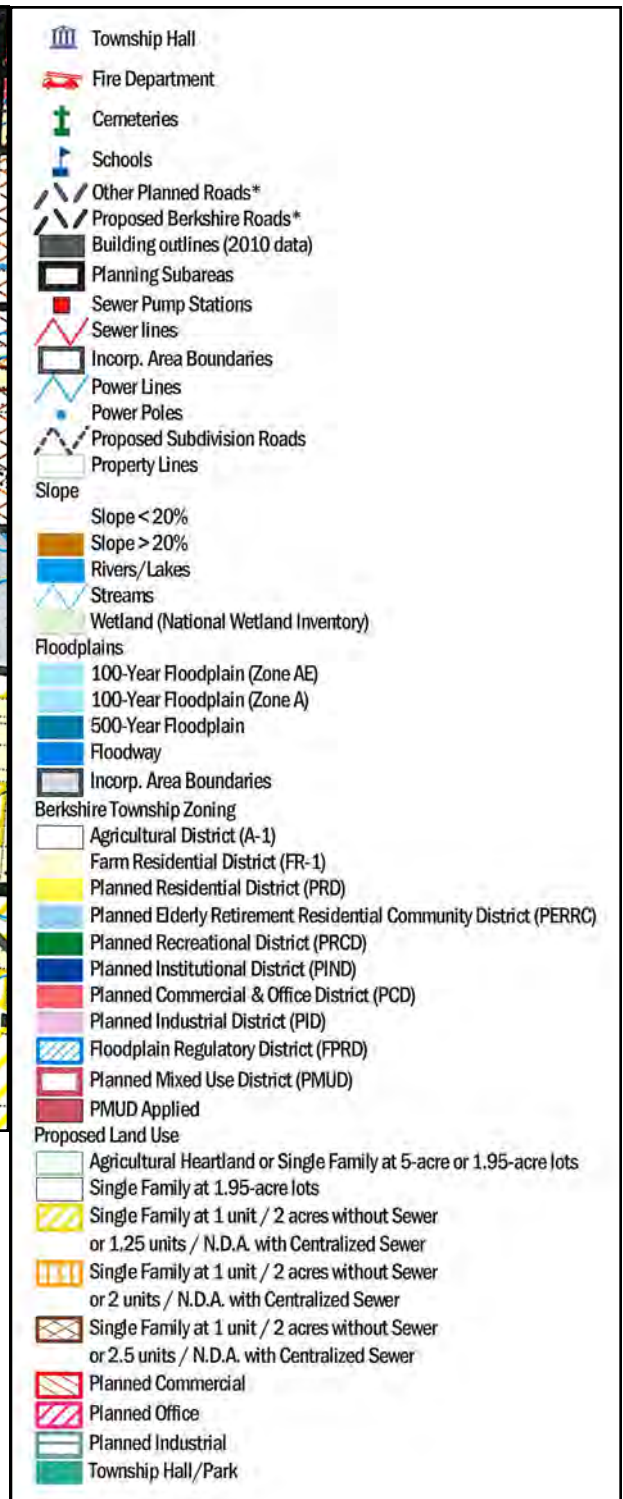 Township Hall
Fire Department
Cemeteries
Schools
Other Planned Roads*
Proposed Berkshire Roads*
Building outlines (2010 data)
Planning Subareas
Sewer Pump Stations
Sewer lines
Incorp. Area Boundaries
Power Lines
Power Poles
Proposed Subdivision Roads
Property Lines
Slope
Slope < 20%
Slope > 20%
Rivers/Lakes
Streams
Wetland (National Wetland Inventory)
Floodplains
100-Year Floodplain (Zone AE)
100-Year Floodplain (Zone A)
500-Year Floodplain
Floodway
Incorp. Area Boundaries
Berkshire Township Zoning
Agricultural District (A-1)
Farm Residential District (FR-1)
Planned Residential District (PRD)
Planned Elderly Retirement Residential Community District (PERRC)
Planned Recreational District (PRCD)
Planned Institutional District (PIND)
Planned Commercial & Office District (PCD)
Planned Industrial District (PID)
Floodplain Regulatory District (FPRD)
Planned Mixed Use District (PMUD)
PMUD Applied
Proposed Land Use
Agricultural Heartland or Single Family at 5-acre or 1.95-acre lots
Single Family at 1.95-acre lots
Single Family at 1 unit / 2 acres without Sewer
or 1.25 units / N.D.A. with Centralized Sewer
Single Family at 1 unit / 2 acres without Sewer
or 2 units / N.D.A. with Centralized Sewer
Single Family at 1 unit / 2 acres without Sewer
or 2.5 units / N.D.A. with Centralized Sewer
Planned Commercial
Planned Office
Planned Industrial
Township Hall/Park